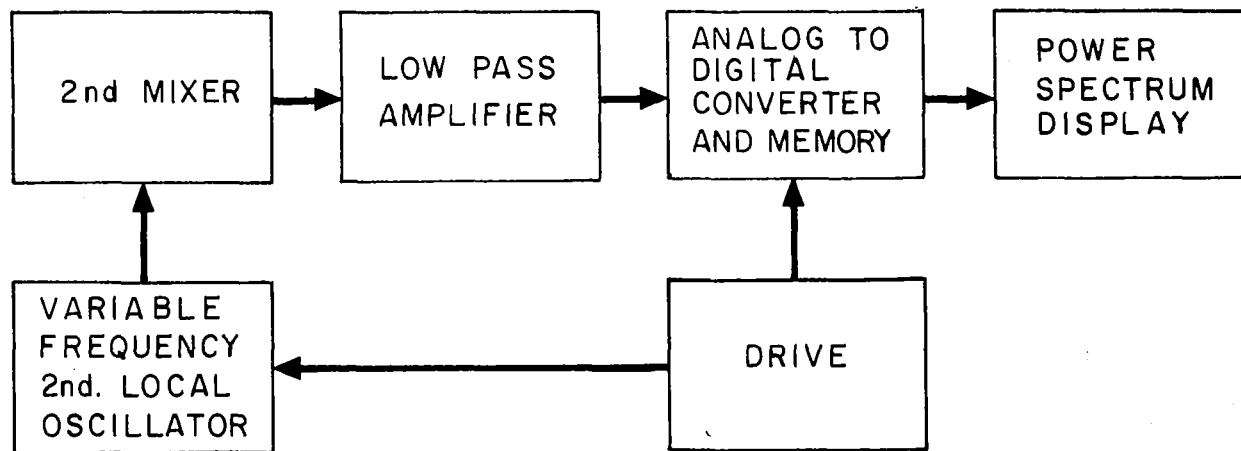 2nd MIXER
LOW PASS
AMPLIFIER
ANALOG TO
DIGITAL
CONVERTER
AND MEMORY
POWER
SPECTRUM
DISPLAY
VARIABLE
FREQUENCY
2nd. LOCAL
OSCILLATOR
DRIVE